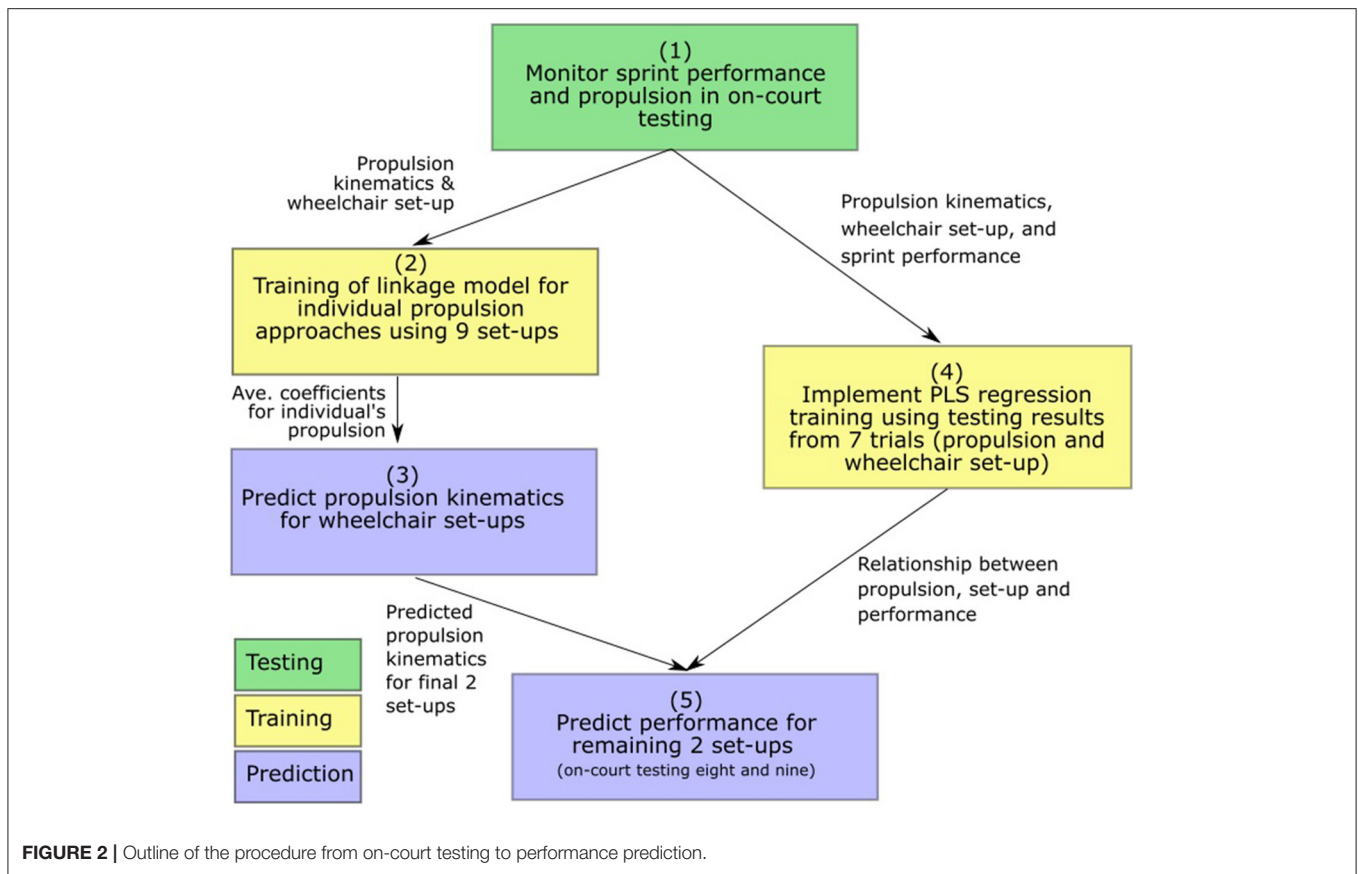 (1)
Monitor sprint performance
and propulsion in on-court
testing
Propulsion
kinematics &
wheelchair set-up
Propulsion kinematics,
wheelchair set-up, and
sprint performance
(2)
Training of linkage model for
individual propulsion
approaches using 9 set-ups
Ave. coefficients
for individual's
propulsion
(4)
Implement PLS regression
training using testing results
from 7 trials (propulsion and
wheelchair set-up)
(3)
Predict propulsion kinematics
for wheelchair set-ups
Relationship between
propulsion, set-up and
performance
Predicted
propulsion
kinematics
for final 2
set-ups
Testing
Training
Prediction
(5)
Predict performance for
remaining 2 set-ups
(on-court testing eight and nine)
FIGURE 2 | Outline of the procedure from on-court testing to performance prediction.